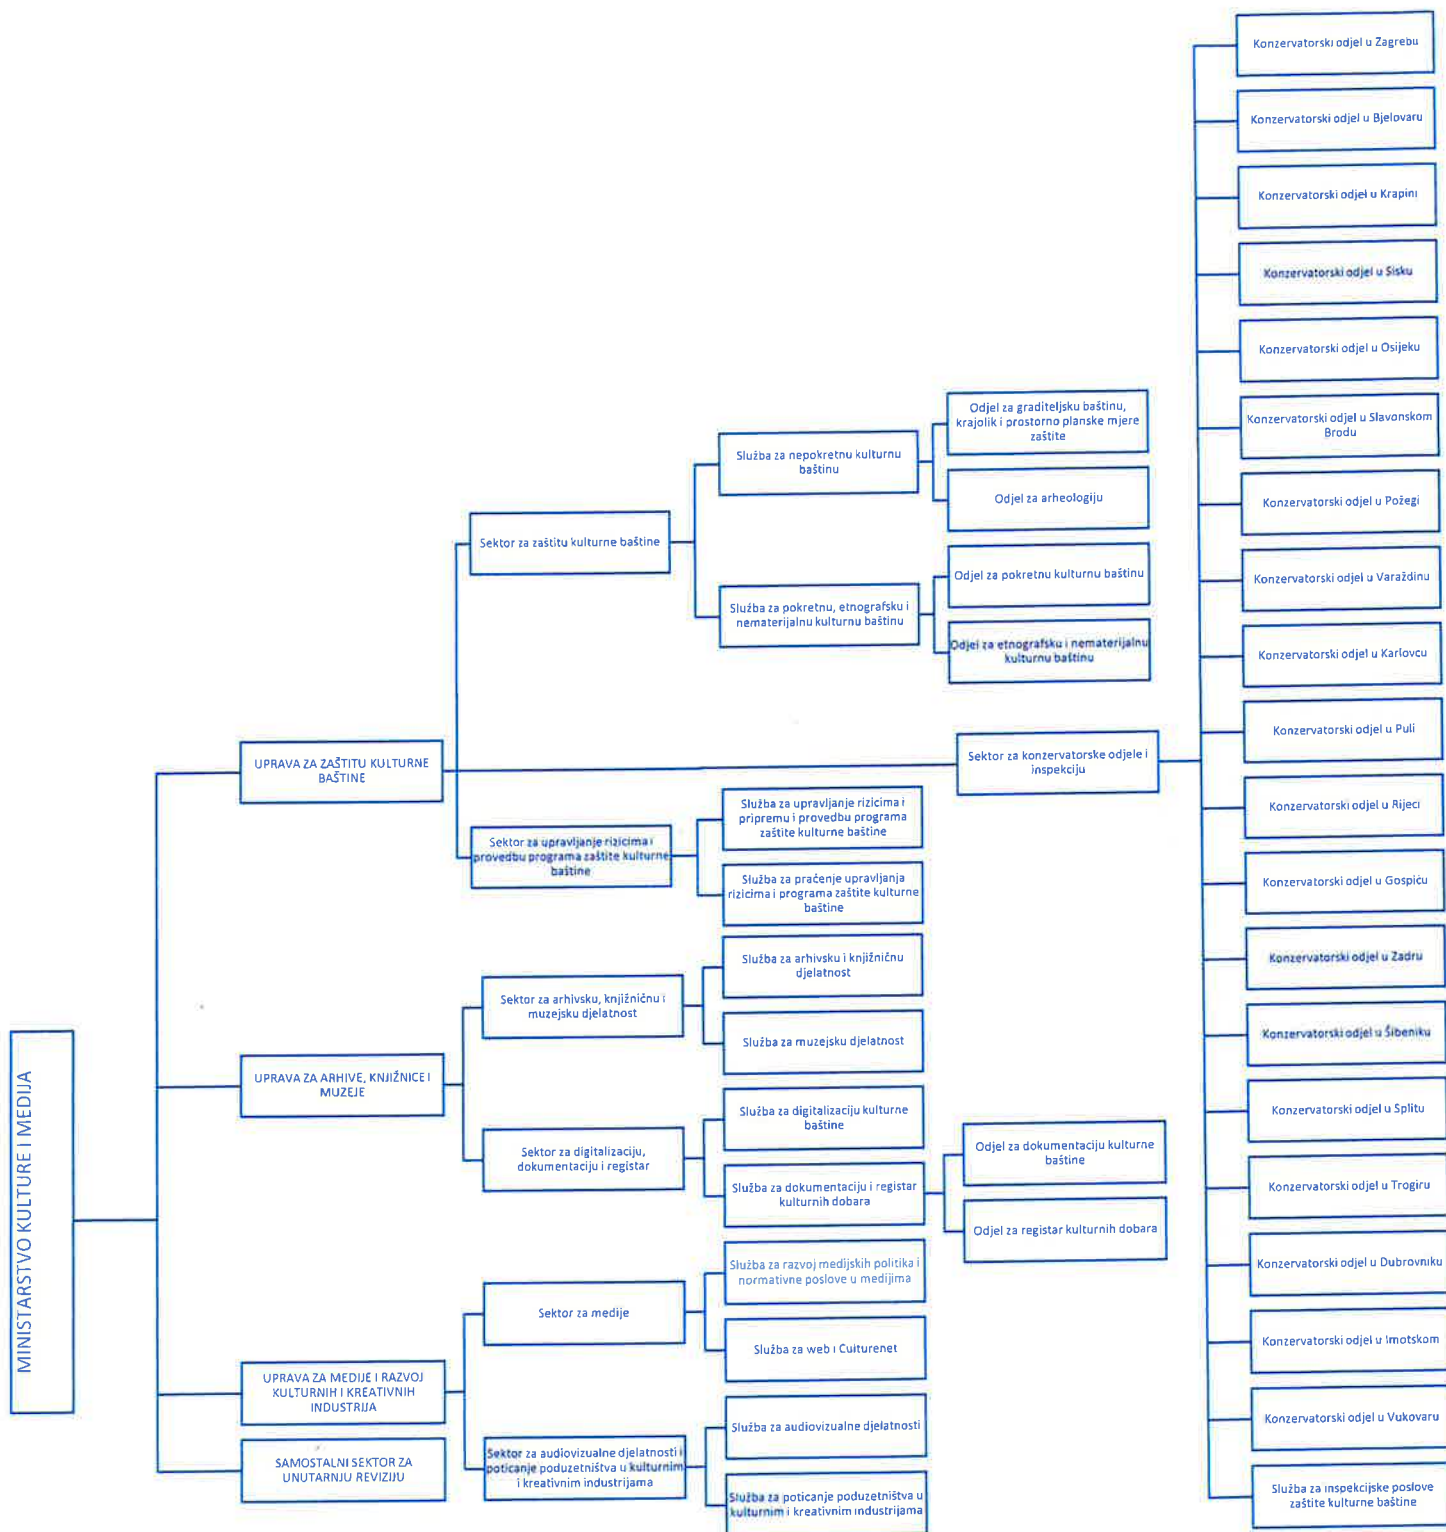 MINISTARSTVO KULTURE I MEDIJA
UPRAVA ZA ZAŠTITU KULTURNE
BAŠTINE
Sektor za zaštitu kulturne baštine
Služba za nepokretnu kulturnu
baštinu
Odjel za graditeljsku baštinu,
krajolik i prostorno planske mjere
zaštite
Odjel za arheologiju
Služba za pokretnu, etnografsku i
nematerijalnu kulturnu baštinu
Odjel za pokretnu kulturnu baštinu
Odjel za etnografsku i nematerijalnu
kulturnu baštinu
Sektor za konzervatorske odjele i
inspekciju
Konzervatorski odjel u Zagrebu
Konzervatorski odjel u Bjelovaru
Konzervatorski odjel u Krapini
Konzervatorski odjel u Sisku
Konzervatorski odjel u Osijeku
Konzervatorski odjel u Slavonskom
Brodu
Konzervatorski odjel u Požegi
Konzervatorski odjel u Varaždinu
Konzervatorski odjel u Karlovcu
Konzervatorski odjel u Puli
Konzervatorski odjel u Rijeci
Konzervatorski odjel u Gospiću
Konzervatorski odjel u Zadru
Konzervatorski odjel u Šibeniku
Konzervatorski odjel u Splitu
Konzervatorski odjel u Trogiru
Konzervatorski odjel u Dubrovniku
Konzervatorski odjel u Imotskom
Konzervatorski odjel u Vukovaru
Služba za inspekcijske poslove
zaštite kulturne baštine
Sektor za upravljanje rizicima i
provedbu programa zaštite kulturne
baštine
Služba za upravljanje rizicima i
pripremu i provedbu programa
zaštite kulturne baštine
Služba za praćenje upravljanja
rizicima i programa zaštite kulturne
baštine
UPRAVA ZA ARHIVE, KNJIŽNICE I
MUZEJE
Sektor za arhivsku, knjižničnu i
muzejsku djelatnost
Služba za arhivsku i knjižničnu
djelatnost
Služba za muzejsku djelatnost
Sektor za digitalizaciju,
dokumentaciju i registar
Služba za digitalizaciju kulturne
baštine
Služba za dokumentaciju i registar
kulturnih dobara
Odjel za dokumentaciju kulturne
baštine
Odjel za registar kulturnih dobara
UPRAVA ZA MEDIJE I RAZVOJ
KULTURNIH I KREATIVNIH
INDUSTRIJA
Sektor za medije
Služba za razvoj medijskih politika i
normativne poslove u medijima
Služba za web i Culturenet
Sektor za audiovizualne djelatnosti i
poticanje poduzetništva u kulturnim
i kreativnim industrijama
Služba za audiovizualne djelatnosti
Služba za poticanje poduzetništva u
kulturnim i kreativnim industrijama
SAMOSTALNI SEKTOR ZA
UNUTARNJU REVIZIJU